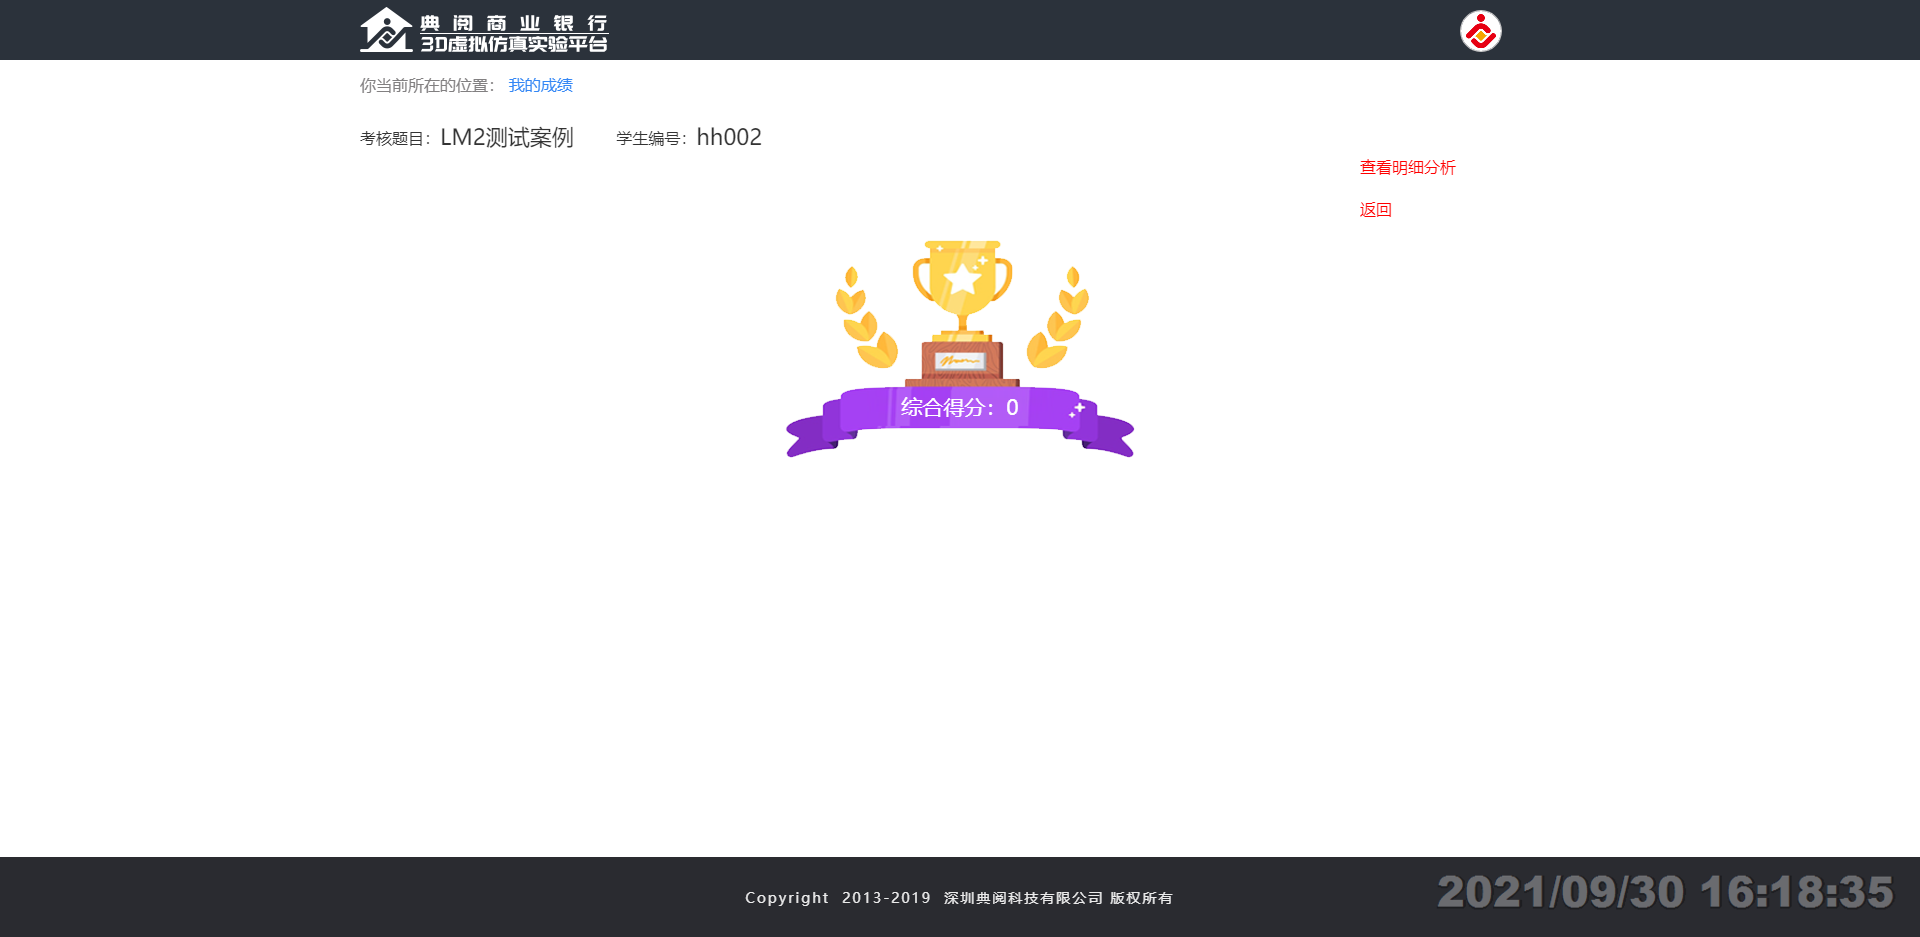 典阅商业银行
3D虚拟仿真实验平台
你当前所在的位置： 我的成绩
考核题目：LM2测试案例 学生编号：hh002
查看明细分析
返回
综合得分：0
Copyright 2013-2019 深圳典阅科技有限公司 版权所有
2021/09/30 16:18:35